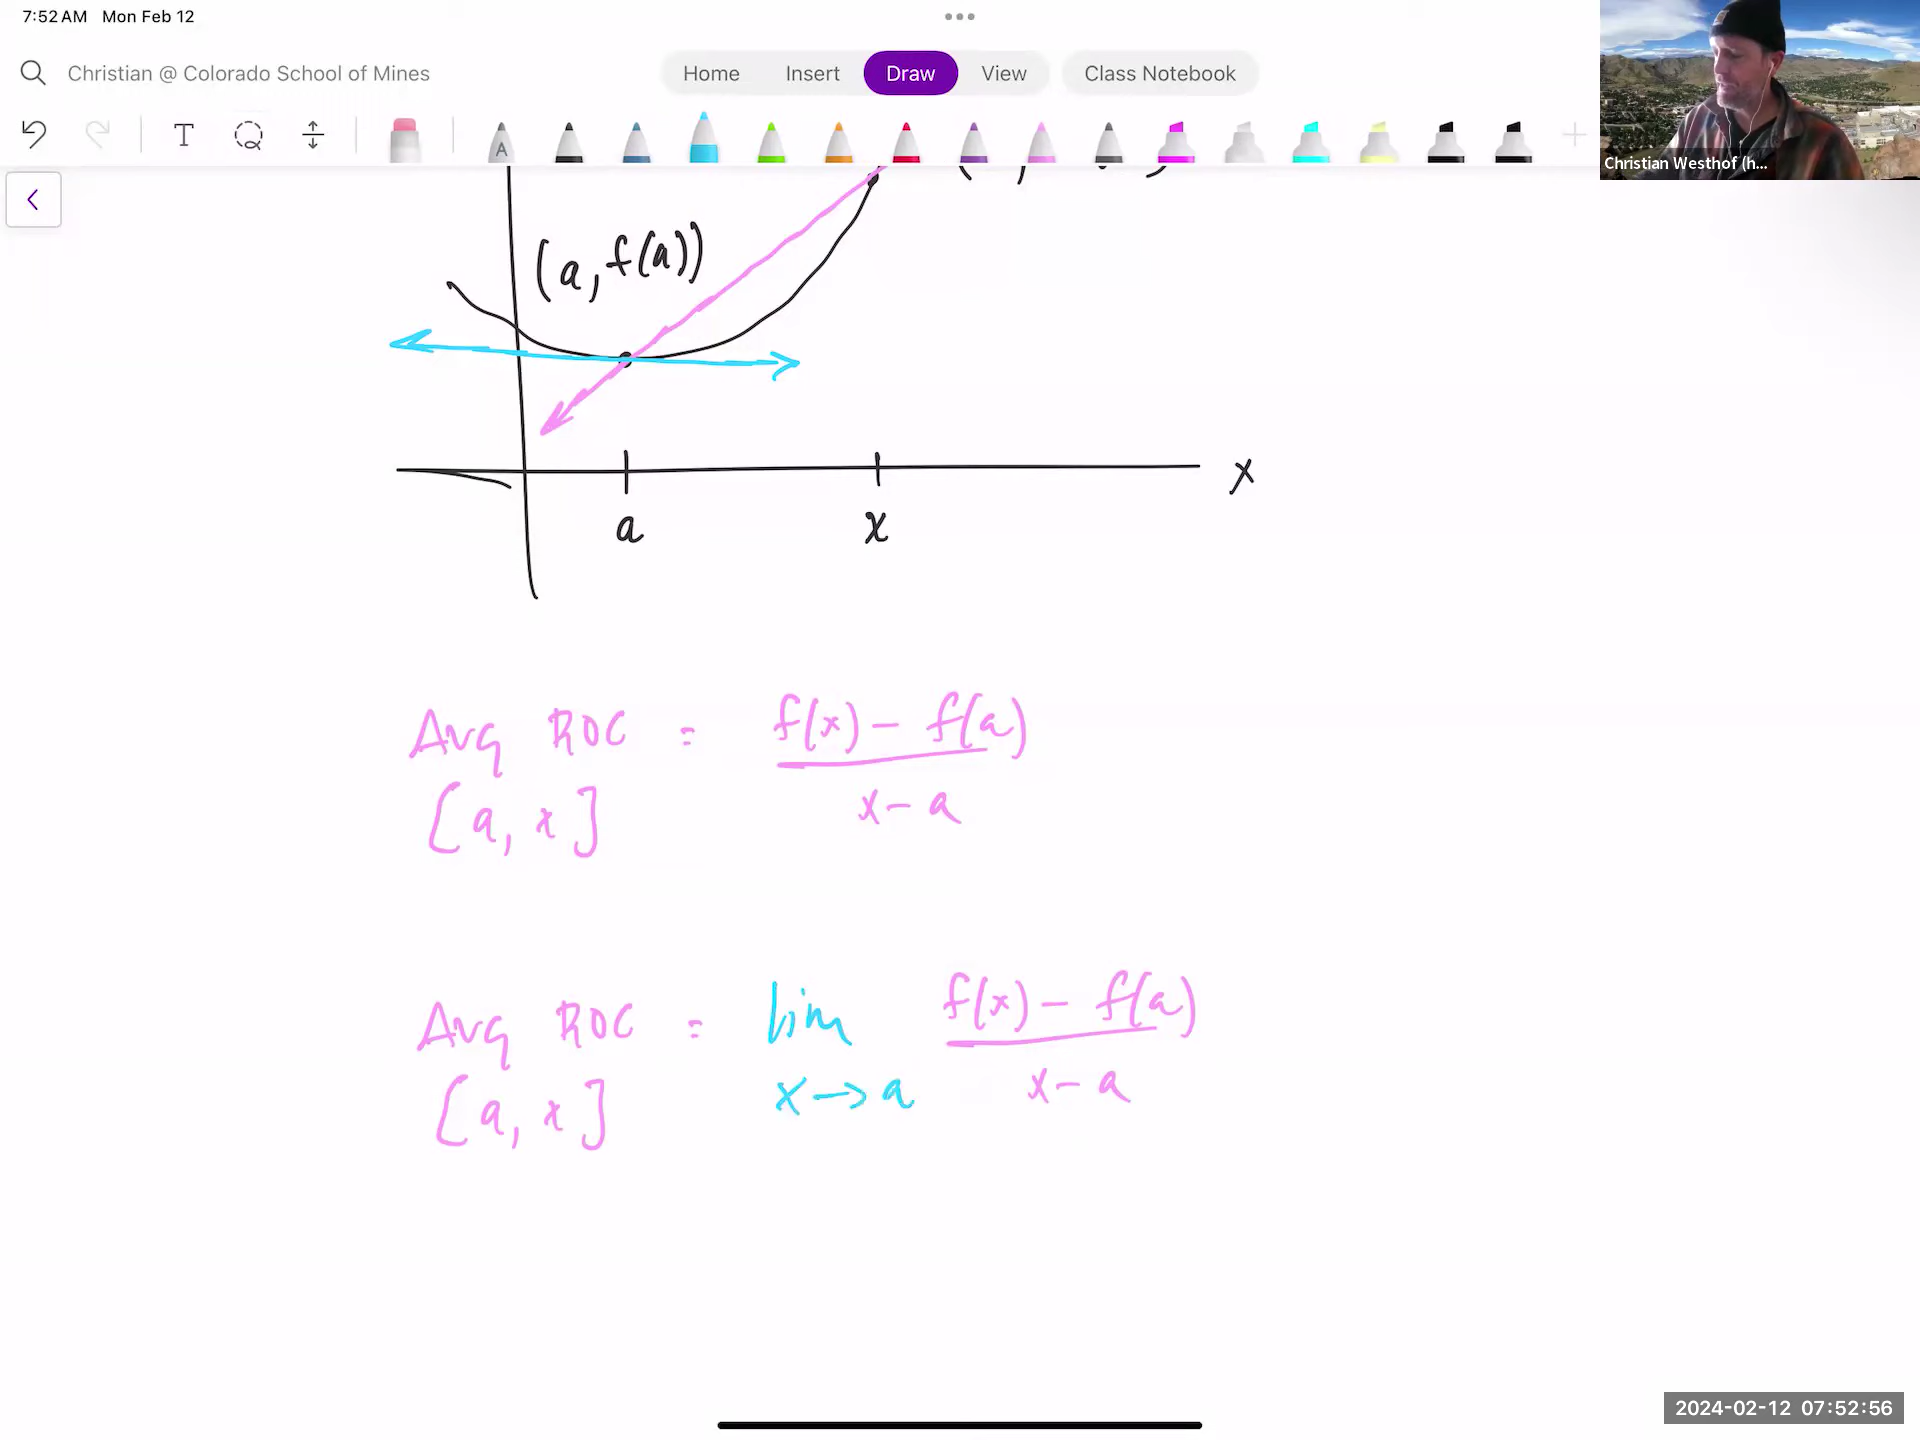 7:52 AM Mon Feb 12
Christian @ Colorado School of Mines
Home Insert Draw View Class Notebook
T
A
Christian Westhof (h...
(a, f(a))
x
a x
Avg ROC = f(x) - f(a)
[a, x] x - a
Avg ROC = lim f(x) - f(a)
[a, x] x → a x - a
2024-02-12 07:52:56